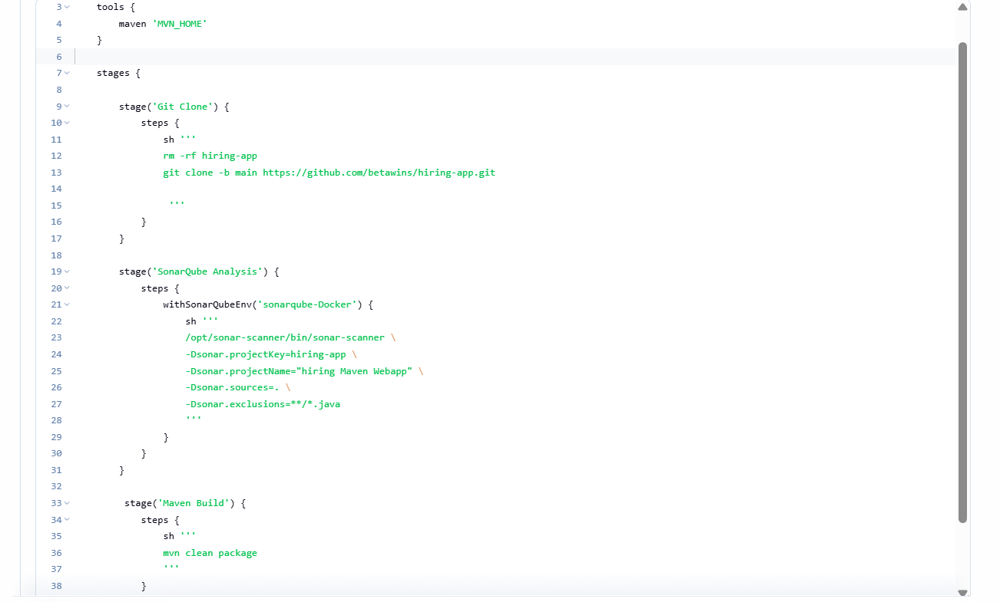 3 tools {
4 maven 'MVN_HOME'
5 }
6
7 stages {
8
9 stage('Git Clone') {
10 steps {
11 sh '''
12 rm -rf hiring-app
13 git clone -b main https://github.com/betawins/hiring-app.git
14
15 '''
16 }
17 }
18
19 stage('SonarQube Analysis') {
20 steps {
21 withSonarQubeEnv('sonarqube-Docker') {
22 sh '''
23 /opt/sonar-scanner/bin/sonar-scanner \
24 -Dsonar.projectKey=hiring-app \
25 -Dsonar.projectName="hiring Maven Webapp" \
26 -Dsonar.sources=. \
27 -Dsonar.exclusions=**/*.java
28 '''
29 }
30 }
31 }
32
33 stage('Maven Build') {
34 steps {
35 sh '''
36 mvn clean package
37 '''
38 }